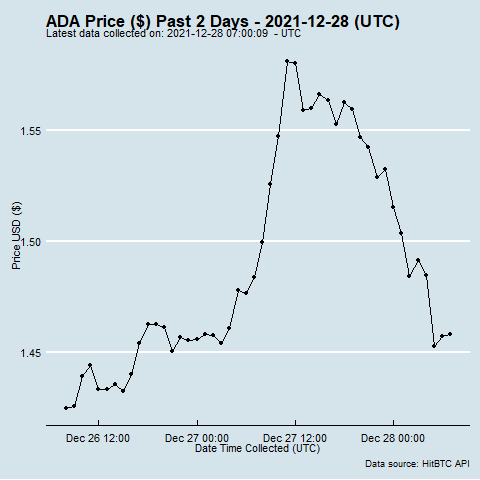 ADA Price ($) Past 2 Days - 2021-12-28 (UTC)
Latest data collected on: 2021-12-28 07:00:09 - UTC
1.55
1.50
1.45
Price USD ($)
Dec 26 12:00 Dec 27 00:00 Dec 27 12:00 Dec 28 00:00
Date Time Collected (UTC)
Data source: HitBTC API